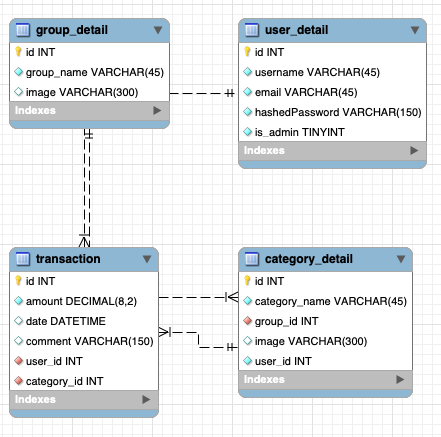 group_detail
id INT
group_name VARCHAR(45)
image VARCHAR(300)
Indexes
user_detail
id INT
username VARCHAR(45)
email VARCHAR(45)
hashedPassword VARCHAR(150)
is_admin TINYINT
Indexes
transaction
id INT
amount DECIMAL(8,2)
date DATETIME
comment VARCHAR(150)
user_id INT
category_id INT
Indexes
category_detail
id INT
category_name VARCHAR(45)
group_id INT
image VARCHAR(300)
user_id INT
Indexes